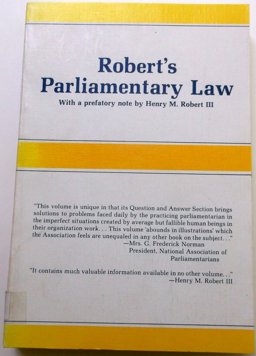 Robert's
Parliamentary Law
With a prefatory note by Henry M. Robert III
"This volume is unique in that its Question and Answer Section brings
solutions to problems faced daily by the practicing parliamentarian in
the imperfect situations created by average but fallible human beings in
their organization work. . . This volume 'abounds in illustrations' which
the Association feels are unequaled in any other book on the subject. . ."
—Mrs. G. Frederick Norman
President, National Association of
Parliamentarians
"It contains much valuable information available in no other volume. . ."
—Henry M. Robert III